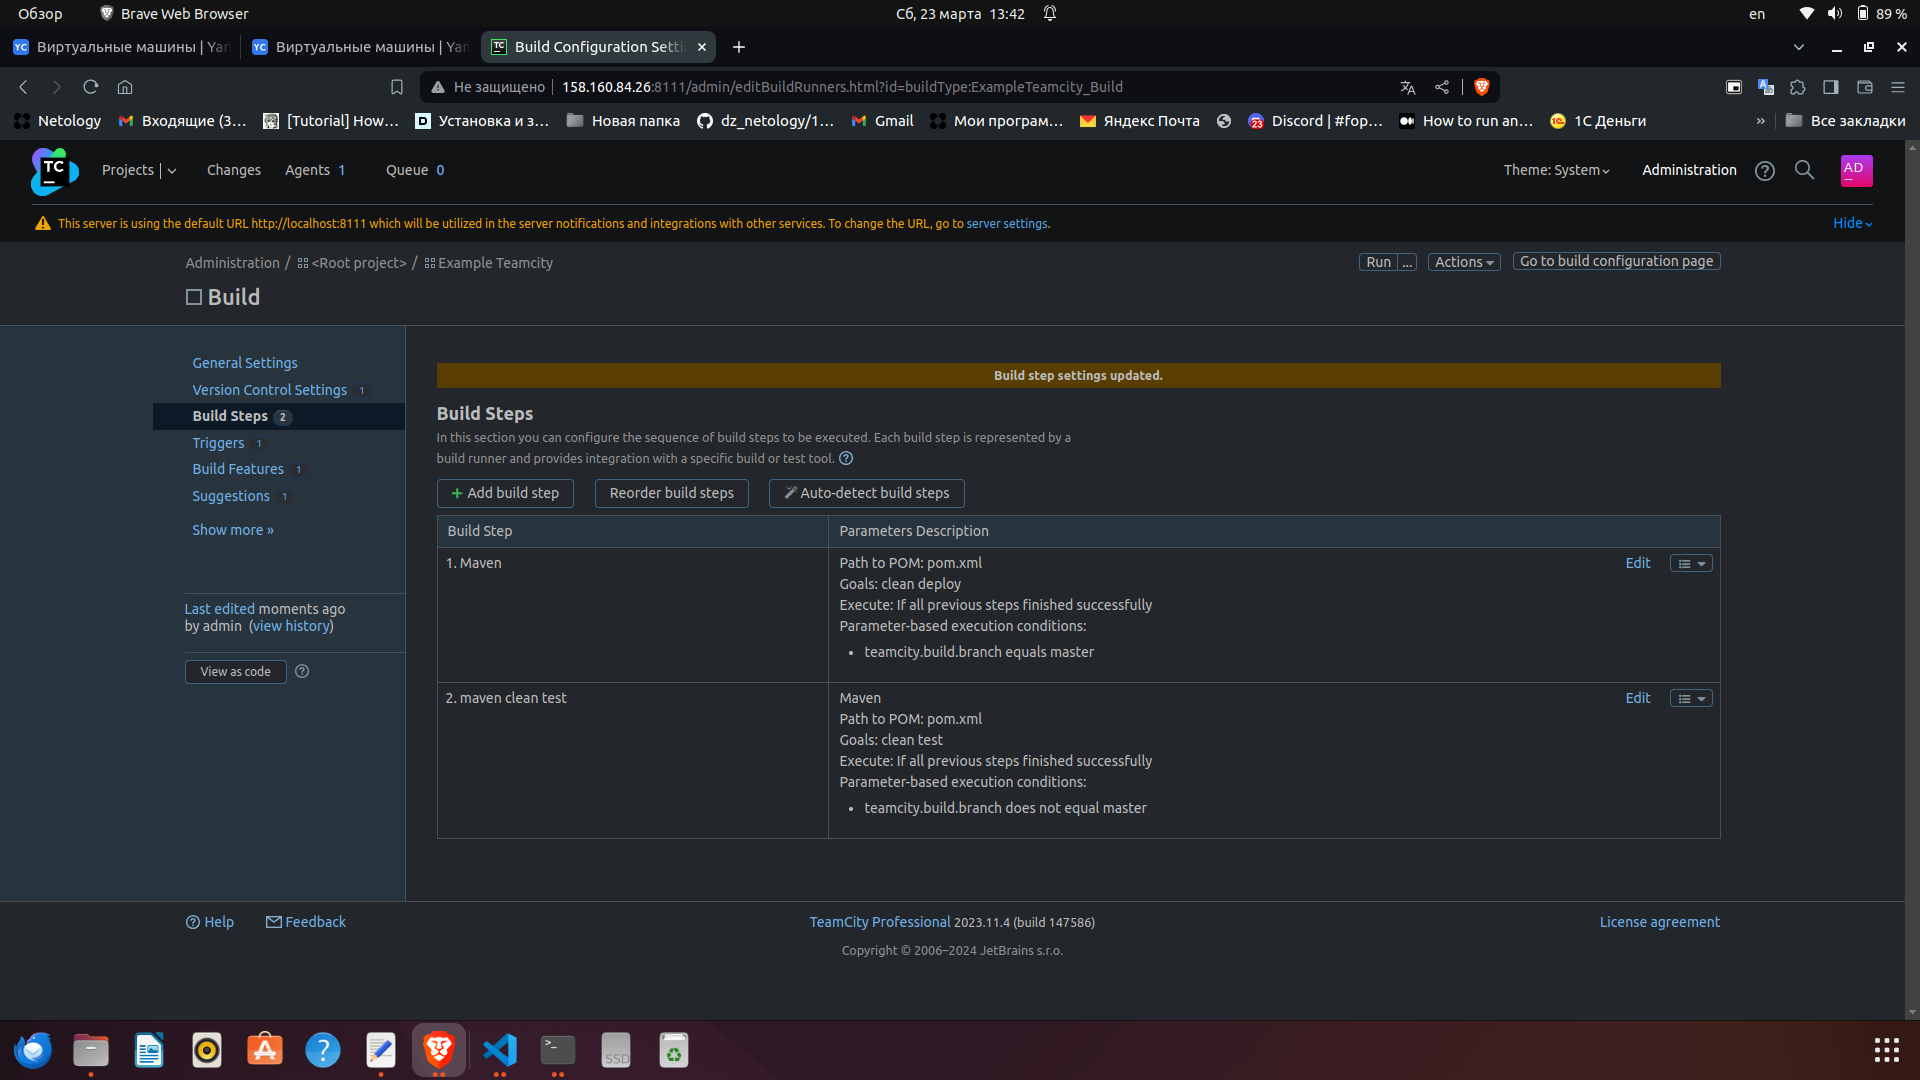 Обзор
Brave Web Browser
Сб, 23 марта 13:42
en
89 %
YC Виртуальные машины | Yan
YC Виртуальные машины | Yan
TC Build Configuration Setti
Не защищено
158.160.84.26:8111/admin/editBuildRunners.html?id=buildType:ExampleTeamcity_Build
Netology
Входящие (3...
[Tutorial] How...
Установка и з...
Новая папка
dz_netology/1...
Gmail
Мои програм...
Яндекс Почта
Discord | #fop...
How to run an...
1С Деньги
»
Все закладки
TC
Projects
Changes
Agents 1
Queue 0
Theme: System
Administration
AD
This server is using the default URL http://localhost:8111 which will be utilized in the server notifications and integrations with other services. To change the URL, go to server settings.
Hide
Administration / <Root project> / Example Teamcity
Run ...
Actions
Go to build configuration page
Build
General Settings
Version Control Settings 1
Build Steps 2
Triggers 1
Build Features 1
Suggestions 1
Show more »
Last edited moments ago
by admin (view history)
View as code
Build step settings updated.
Build Steps
In this section you can configure the sequence of build steps to be executed. Each build step is represented by a
build runner and provides integration with a specific build or test tool.
+ Add build step
Reorder build steps
Auto-detect build steps
Build Step
Parameters Description
1. Maven
Path to POM: pom.xml
Edit
Goals: clean deploy
Execute: If all previous steps finished successfully
Parameter-based execution conditions:
• teamcity.build.branch equals master
2. maven clean test
Maven
Edit
Path to POM: pom.xml
Goals: clean test
Execute: If all previous steps finished successfully
Parameter-based execution conditions:
• teamcity.build.branch does not equal master
Help
Feedback
TeamCity Professional 2023.11.4 (build 147586)
License agreement
Copyright © 2006–2024 JetBrains s.r.o.
SSD